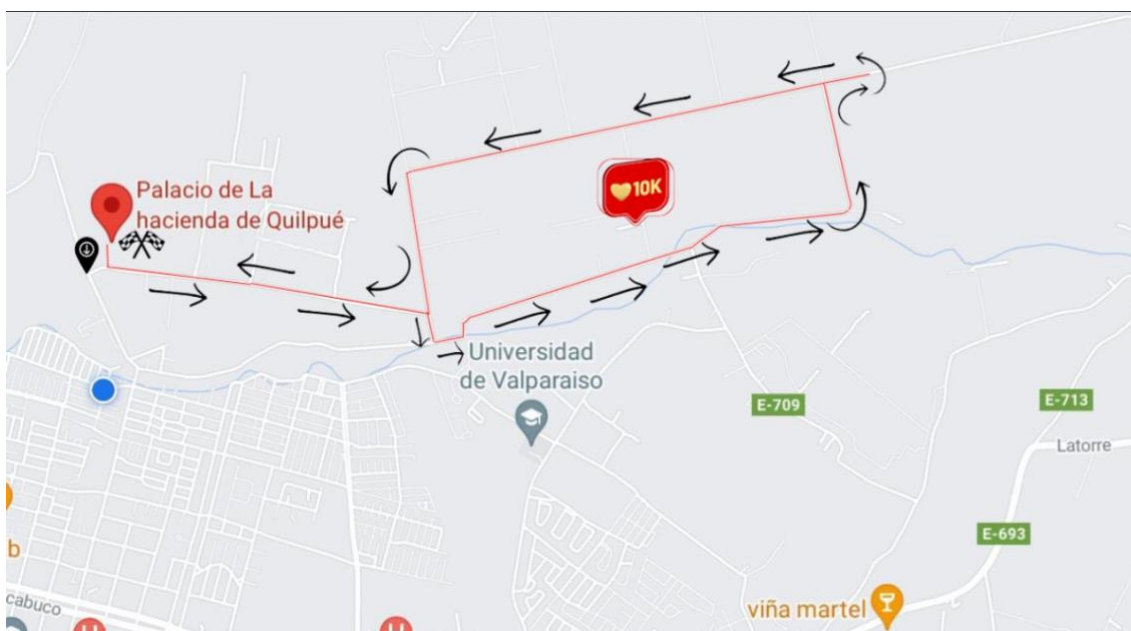 10K
Palacio de La
hacienda de Quilpué
Universidad
de Valparaiso
E-709
E-713
Latorre
E-693
b
viña martel
cabuco